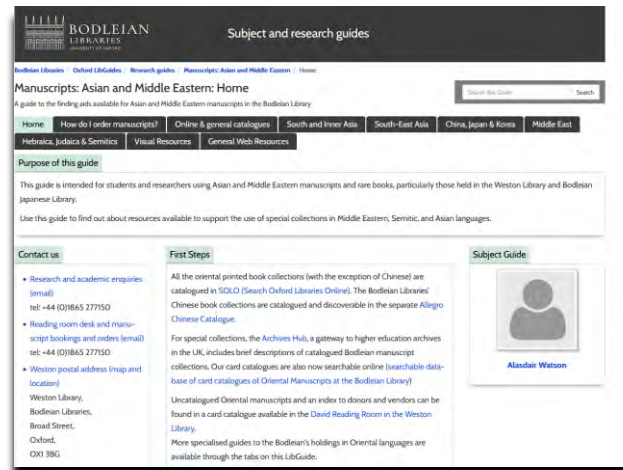 BODLEIAN
LIBRARIES
UNIVERSITY OF OXFORD
Subject and research guides
Bodleian Libraries / Oxford LibGuides / Research guides / Manuscripts: Asian and Middle Eastern / Home
Manuscripts: Asian and Middle Eastern: Home
A guide to the finding aids available for Asian and Middle Eastern manuscripts in the Bodleian Library
Search this Guide Search
Home How do I order manuscripts? Online & general catalogues South and Inner Asia South-East Asia China, Japan & Korea Middle East
Hebraica, Judaica & Semitics Visual Resources General Web Resources
Purpose of this guide
This guide is intended for students and researchers using Asian and Middle Eastern manuscripts and rare books, particularly those held in the Weston Library and Bodleian
Japanese Library.
Use this guide to find out about resources available to support the use of special collections in Middle Eastern, Semitic, and Asian languages.
Contact us
• Research and academic enquiries
(email)
tel: +44 (0)1865 277150
• Reading room desk and manu-
script bookings and orders (email)
tel: +44 (0)1865 277150
• Weston postal address (map and
location)
Weston Library,
Bodleian Libraries,
Broad Street,
Oxford,
OX1 3BG
First Steps
All the oriental printed book collections (with the exception of Chinese) are
catalogued in SOLO (Search Oxford Libraries Online). The Bodleian Libraries'
Chinese book collections are catalogued and discoverable in the separate Allegro
Chinese Catalogue.
For special collections, the Archives Hub, a gateway to higher education archives
in the UK, includes brief descriptions of catalogued Bodleian manuscript
collections. Our card catalogues are also now searchable online (searchable data-
base of card catalogues of Oriental Manuscripts at the Bodleian Library)
Uncatalogued Oriental manuscripts and an index to donors and vendors can be
found in a card catalogue available in the David Reading Room in the Weston
Library.
More specialised guides to the Bodleian's holdings in Oriental languages are
available through the tabs on this LibGuide.
Subject Guide
Alasdair Watson